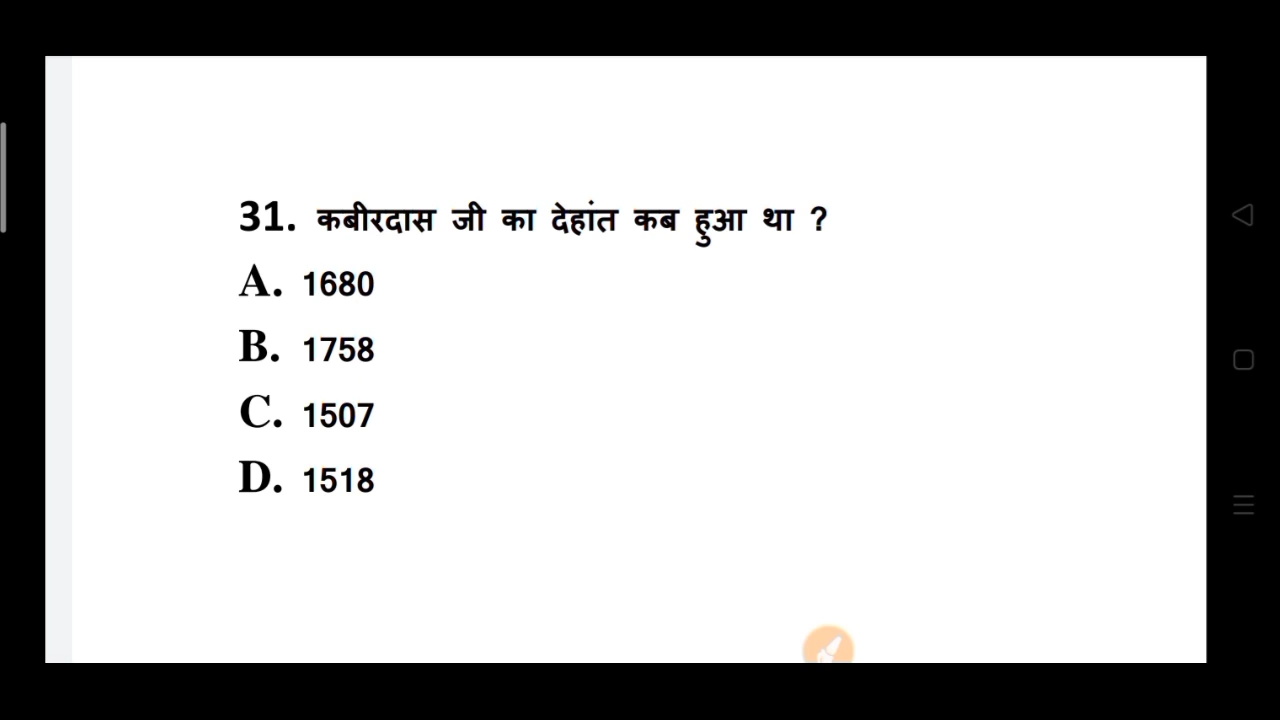 31. कबीरदास जी का देहांत कब हुआ था ?
A. 1680
B. 1758
C. 1507
D. 1518